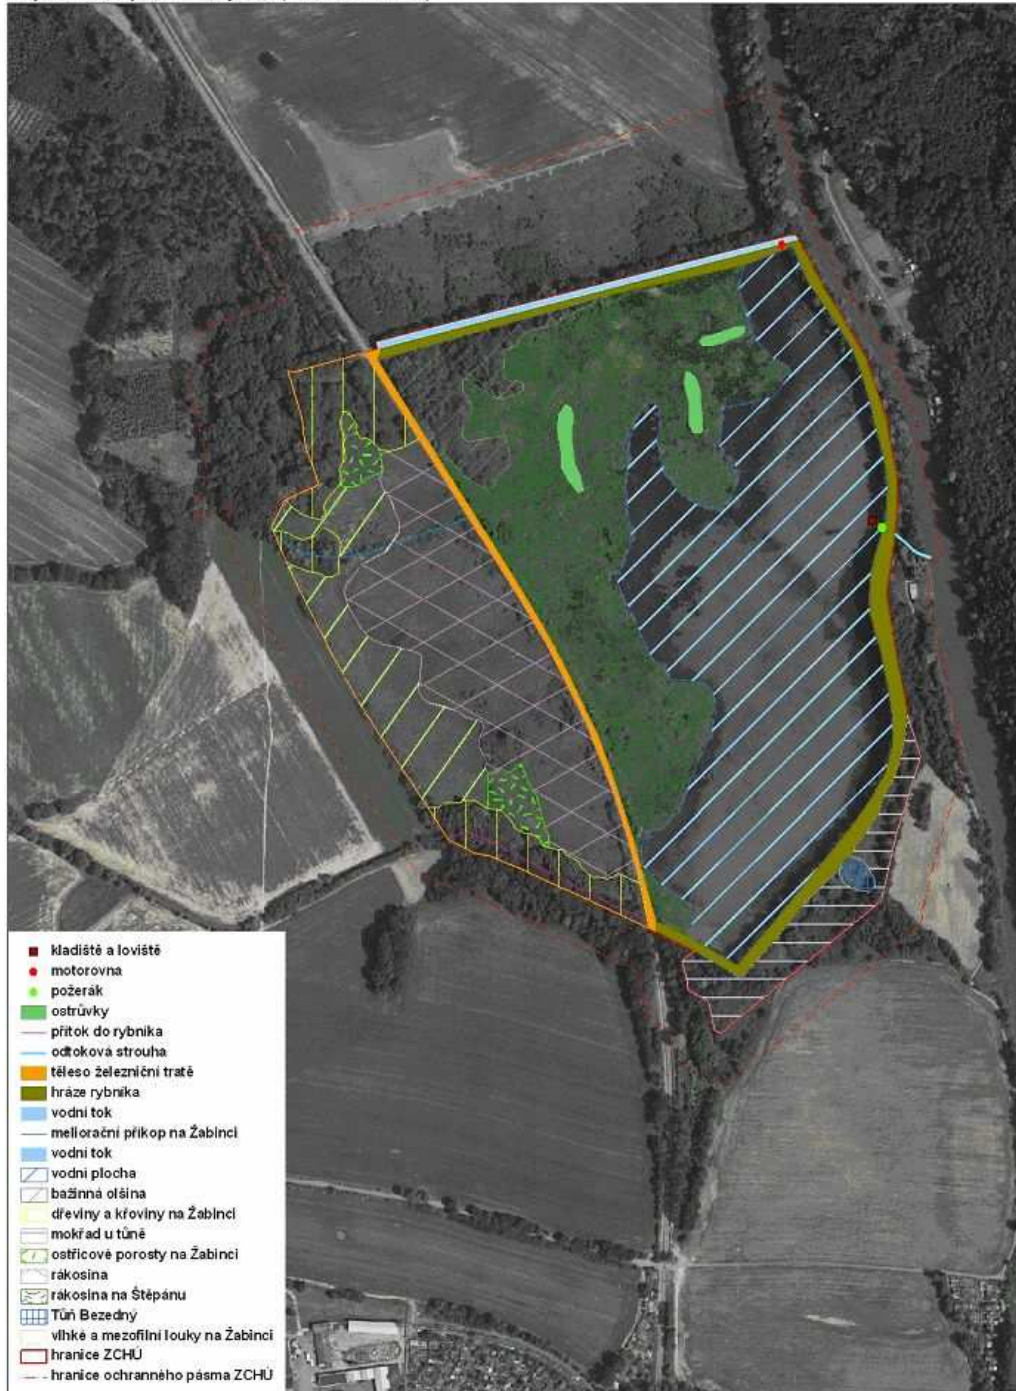 kladiště a loviště
motorovna
požerák
ostrůvky
přítok do rybníka
odtoková strouha
těleso železniční tratě
hráze rybníka
vodní tok
meliorační příkop na Žabinci
vodní tok
vodní plocha
bažinná olšina
dřeviny a křoviny na Žabinci
mokřad u tůně
ostřicové porosty na Žabinci
rákosina
rákosina na Štěpánu
Tůň Bezedný
vlhké a mezofilní louky na Žabinci
hranice ZCHÚ
hranice ochranného pásma ZCHÚ